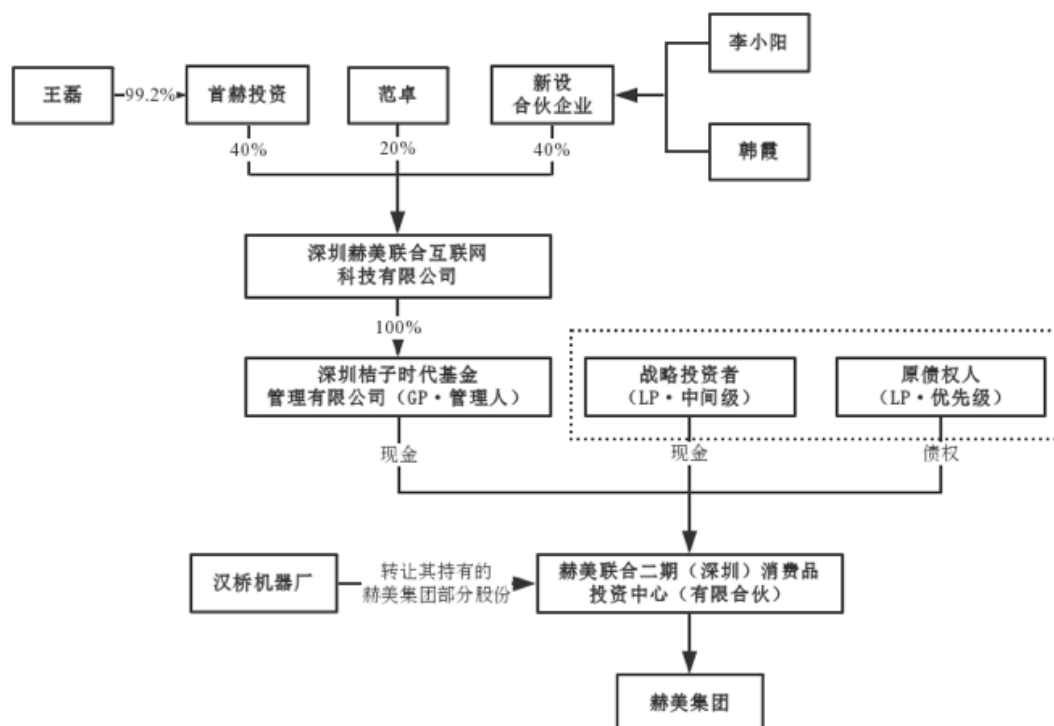 李小阳
王磊
99.2%
首赫投资
范卓
新设
合伙企业
韩霞
40%
20%
40%
深圳赫美联合互联网
科技有限公司
100%
深圳桔子时代基金
管理有限公司（GP·管理人）
战略投资者
（LP·中间级）
原债权人
（LP·优先级）
现金
现金
债权
汉桥机器厂
转让其持有的
赫美集团部分股份
赫美联合二期（深圳）消费品
投资中心（有限合伙）
赫美集团